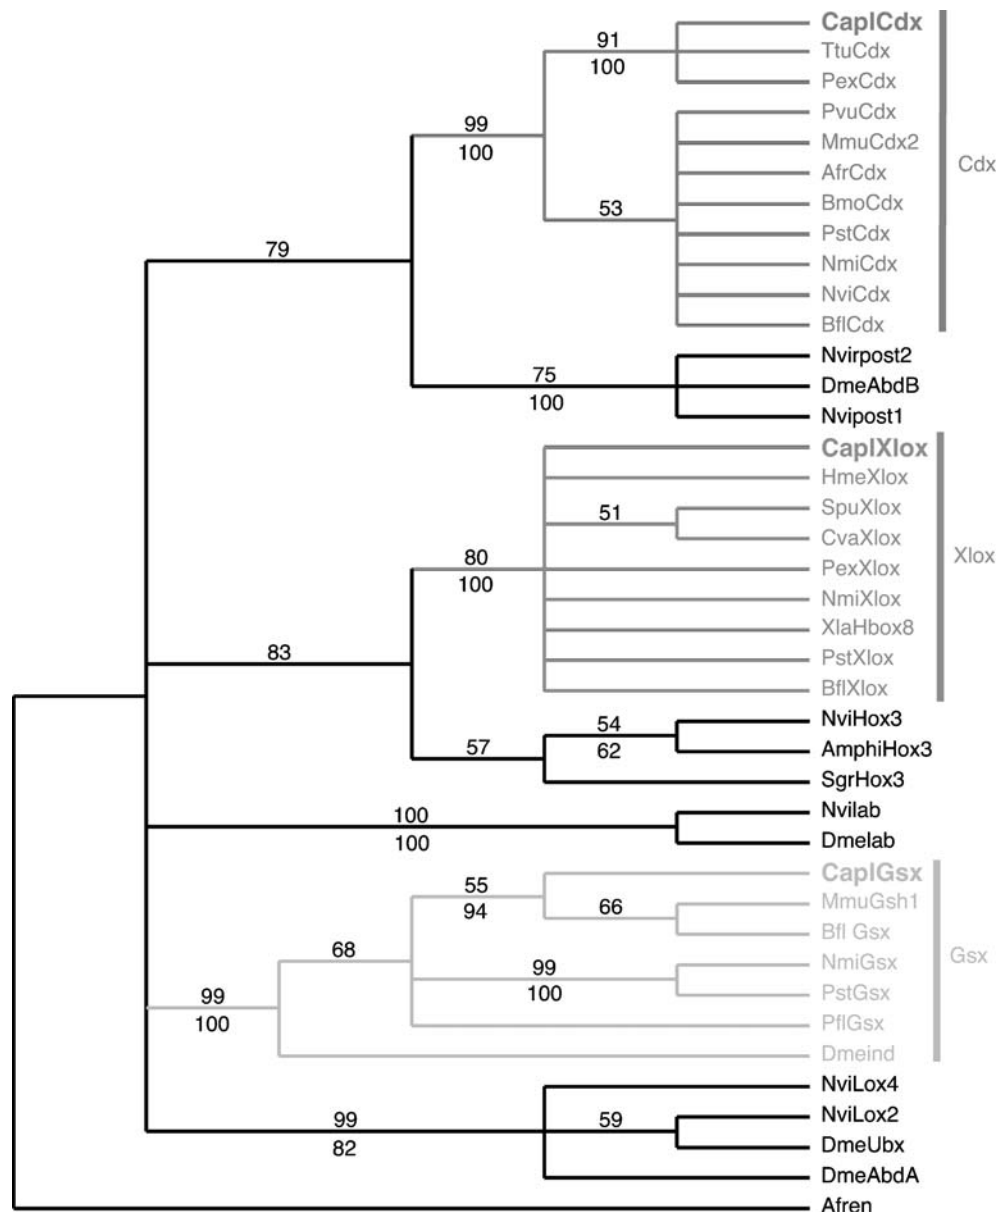 CaplCdx
91
TtuCdx
100
PexCdx
PvuCdx
99
MmuCdx2
100
Cdx
AfrCdx
BmoCdx
53
PstCdx
79
NmiCdx
NviCdx
BflCdx
Nvirpost2
75
DmeAbdB
100
Nvipost1
CaplXlox
HmeXlox
51
SpuXlox
CvaXlox
Xlox
80
PexXlox
100
NmiXlox
XlaHbox8
83
PstXlox
BflXlox
54
NviHox3
57
62
AmphiHox3
SgrHox3
100
Nvilab
100
Dmelab
CaplGsx
55
94
66
MmuGsh1
Bfl Gsx
68
Gsx
99
NmiGsx
100
PstGsx
99
100
PflGsx
Dmeind
NviLox4
99
59
NviLox2
82
DmeUbx
DmeAbdA
Afren